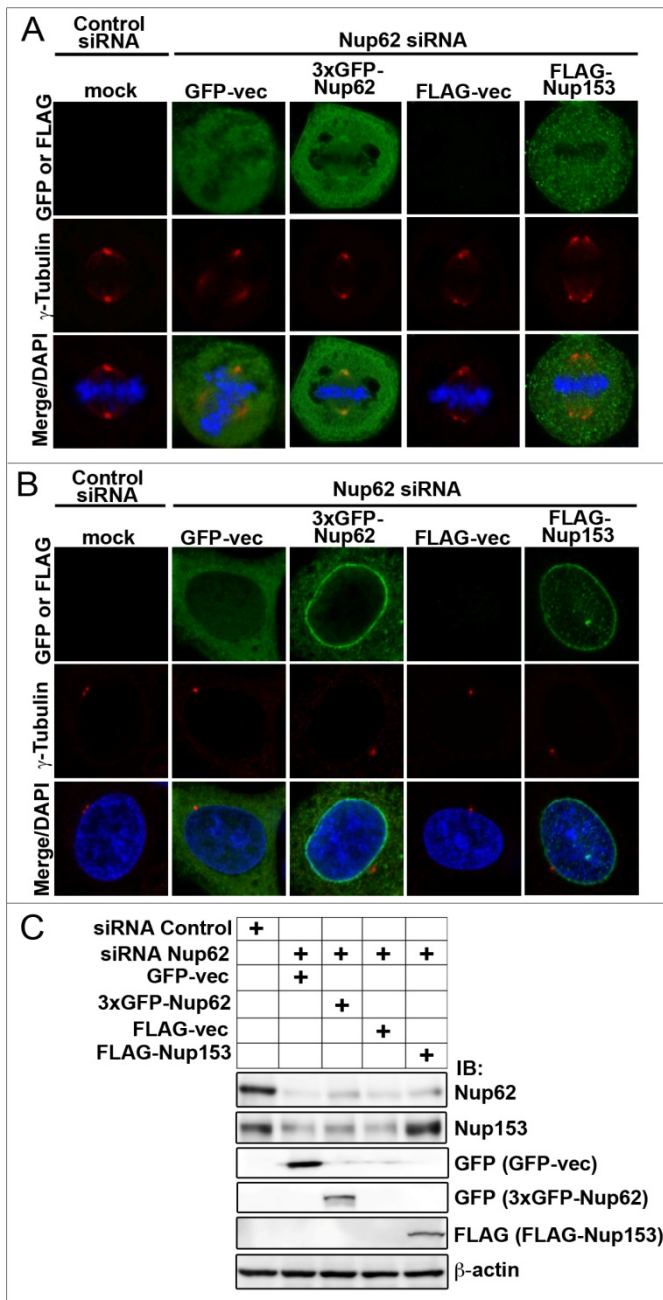 A
Control
siRNA
Nup62 siRNA
mock
GFP-vec
3xGFP-
Nup62
FLAG-vec
FLAG-
Nup153
GFP or FLAG
γ-Tubulin
Merge/DAPI
B
Control
siRNA
Nup62 siRNA
mock
GFP-vec
3xGFP-
Nup62
FLAG-vec
FLAG-
Nup153
GFP or FLAG
γ-Tubulin
Merge/DAPI
C
siRNA Control +
siRNA Nup62 + + + +
GFP-vec +
3xGFP-Nup62 +
FLAG-vec +
FLAG-Nup153 +
IB:
Nup62
Nup153
GFP (GFP-vec)
GFP (3xGFP-Nup62)
FLAG (FLAG-Nup153)
β-actin